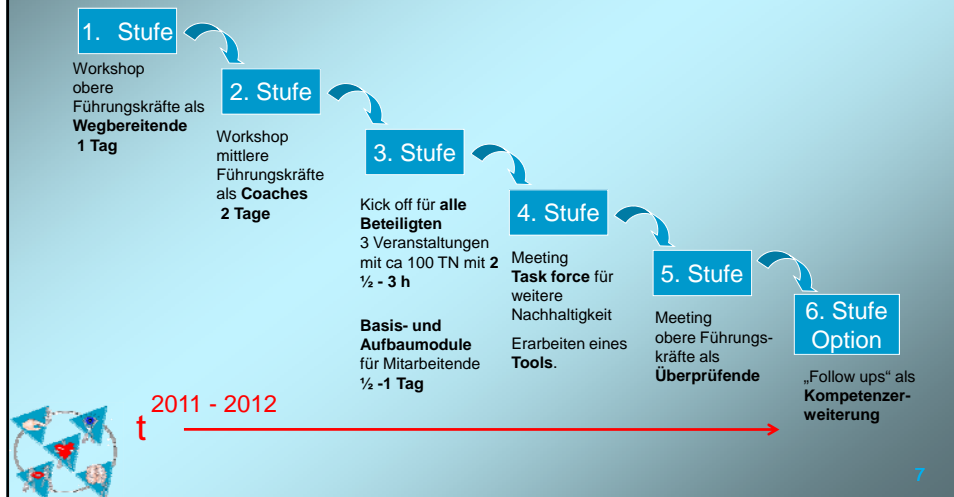 1. Stufe
Workshop
obere
Führungskräfte als
Wegbereitende
1 Tag
2. Stufe
Workshop
mittlere
Führungskräfte
als Coaches
2 Tage
3. Stufe
Kick off für alle
Beteiligten
3 Veranstaltungen
mit ca 100 TN mit 2
½ - 3 h
Basis- und
Aufbaumodule
für Mitarbeitende
½ -1 Tag
4. Stufe
Meeting
Task force für
weitere
Nachhaltigkeit
Erarbeiten eines
Tools.
5. Stufe
Meeting
obere Führungs-
kräfte als
Überprüfende
6. Stufe
Option
„Follow ups“ als
Kompetenzer-
weiterung
2011 - 2012
t
7